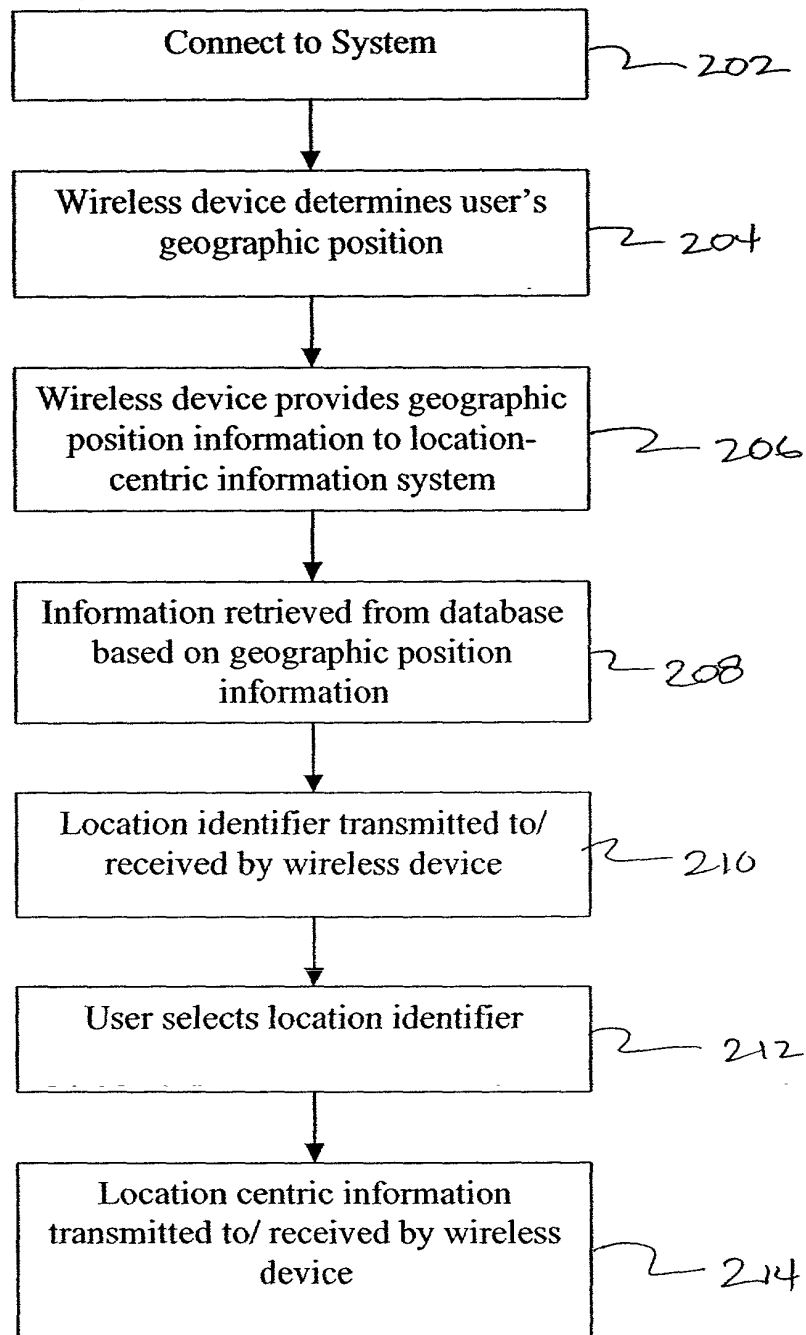 Connect to System
202
Wireless device determines user's
geographic position
204
Wireless device provides geographic
position information to location-
centric information system
206
Information retrieved from database
based on geographic position
information
208
Location identifier transmitted to/
received by wireless device
210
User selects location identifier
212
Location centric information
transmitted to/ received by wireless
device
214